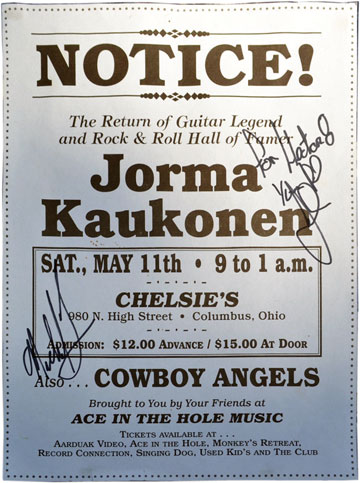 NOTICE!
The Return of Guitar Legend
and Rock & Roll Hall of Famer
Jorma
Kaukonen
SAT., MAY 11th • 9 to 1 a.m.
CHELSIE'S
980 N. High Street • Columbus, Ohio
ADMISSION: $12.00 ADVANCE / $15.00 AT DOOR
Also . . . COWBOY ANGELS
Brought to You by Your Friends at
ACE IN THE HOLE MUSIC
TICKETS AVAILABLE AT . . .
AARDUAK VIDEO, ACE IN THE HOLE, MONKEY'S RETREAT,
RECORD CONNECTION, SINGING DOG, USED KID'S AND THE CLUB